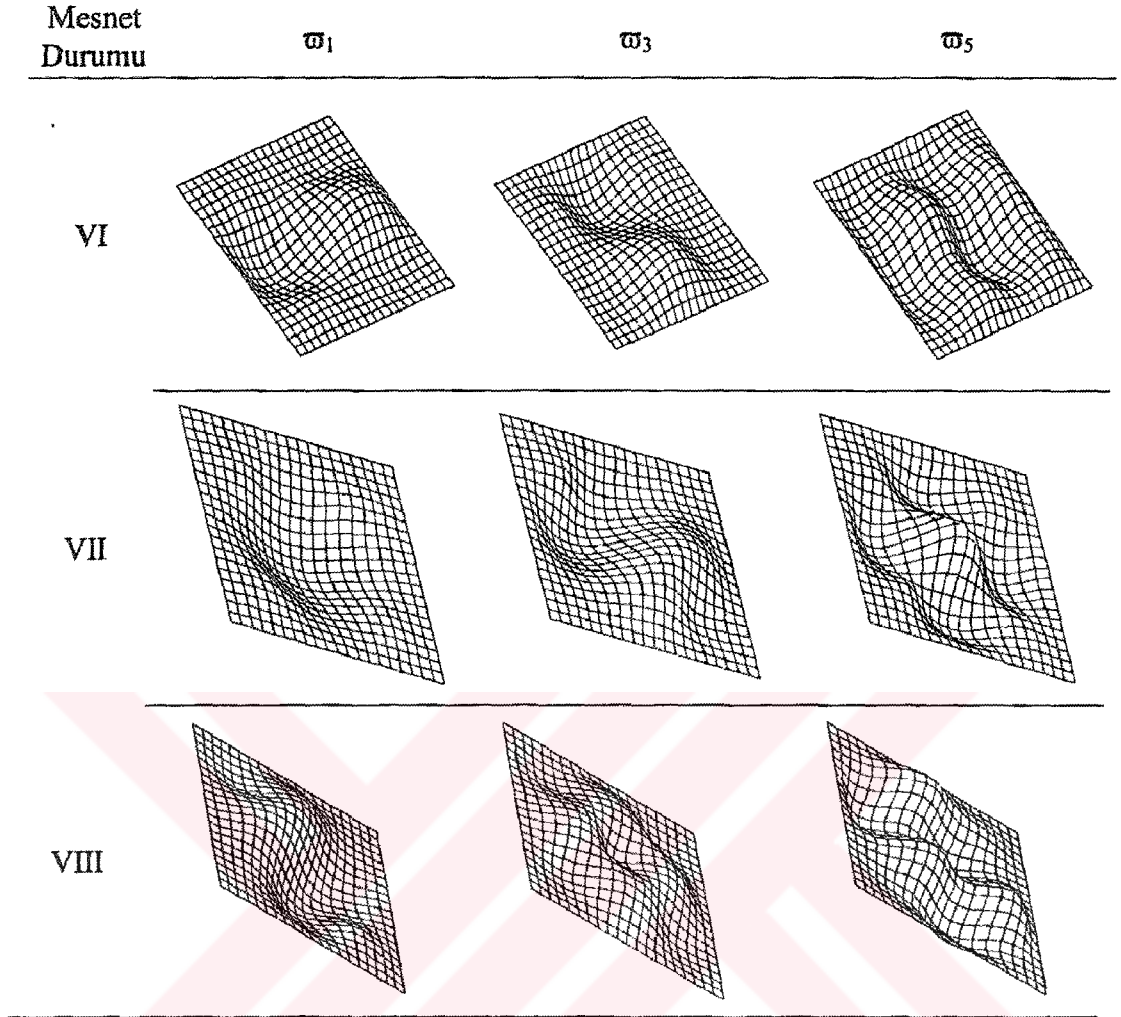 Mesnet
Durumu
ϖ₁ ϖ₃ ϖ₅
VI
VII
VIII